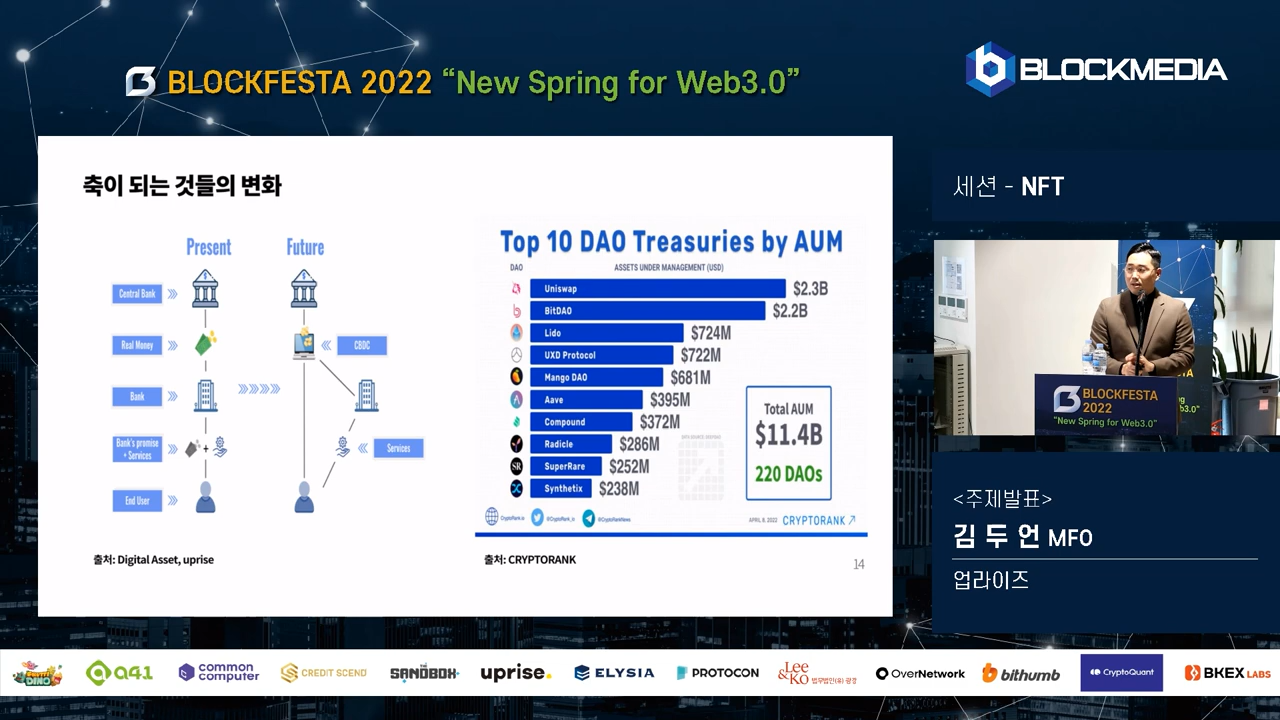 BLOCKFESTA 2022 “New Spring for Web3.0”
BLOCKMEDIA
축이 되는 것들의 변화
Present
Future
Central Bank
Real Money
CBDC
Bank
Bank's promise
+ Services
Services
End User
출처: Digital Asset, uprise
Top 10 DAO Treasuries by AUM
DAO
ASSETS UNDER MANAGEMENT (USD)
Uniswap $2.3B
BitDAO $2.2B
Lido $724M
UXD Protocol $722M
Mango DAO $681M
Aave $395M
Compound $372M
Radicle $286M
SuperRare $252M
Synthetix $238M
Total AUM
$11.4B
220 DAOs
CryptoRank.io
@CryptoRank_io
@CryptoRankNews
APRIL 8, 2022
CRYPTORANK
출처: CRYPTORANK
14
세션 - NFT
BLOCKFESTA
2022
“New Spring for Web3.0”
<주제발표>
김 두 언 MFO
업라이즈
DINO
a41
common
computer
CREDIT SCEND
THE
SANDBOX
uprise.
ELYSIA
PROTOCON
Lee
&Ko 법무법인(유) 광장
OverNetwork
bithumb
CryptoQuant
BKEX LABS